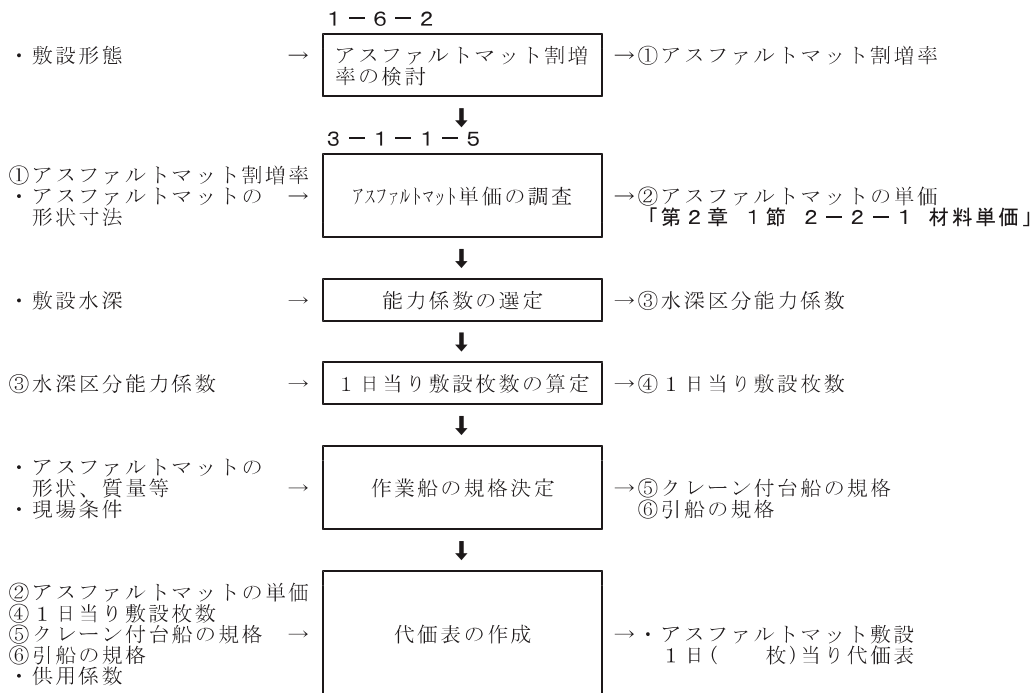 １－６－２
・敷設形態 → アスファルトマット割増 →①アスファルトマット割増率
率の検討
⬇
３－１－１－５
①アスファルトマット割増率
・アスファルトマットの → ｱｽﾌｧﾙﾄﾏｯﾄ単価の調査 →②アスファルトマットの単価
形状寸法 「第２章 １節 ２－２－１ 材料単価」
⬇
・敷設水深 → 能力係数の選定 →③水深区分能力係数
⬇
③水深区分能力係数 → １日当り敷設枚数の算定 →④１日当り敷設枚数
⬇
・アスファルトマットの
形状、質量等 → 作業船の規格決定 →⑤クレーン付台船の規格
・現場条件 ⑥引船の規格
⬇
②アスファルトマットの単価
④１日当り敷設枚数
⑤クレーン付台船の規格 → 代価表の作成 →・アスファルトマット敷設
⑥引船の規格 １日(　　枚)当り代価表
・供用係数